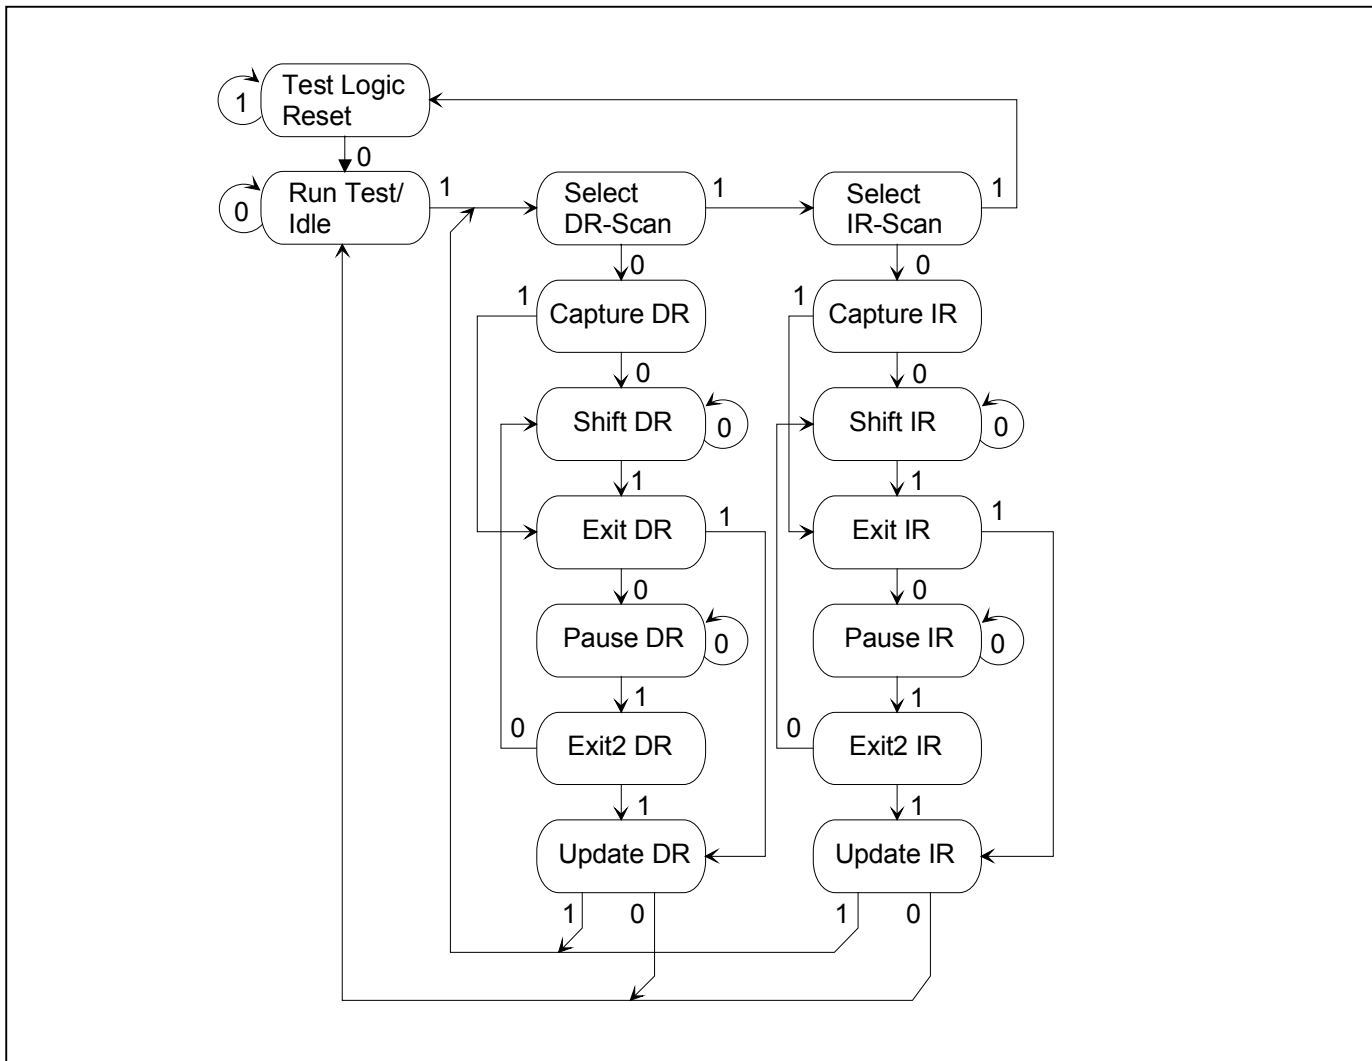 Test Logic
Reset
1
0
Run Test/
Idle
0
1
Select
DR-Scan
1
Select
IR-Scan
1
0
0
1
Capture DR
1
Capture IR
0
0
Shift DR
0
Shift IR
0
1
1
Exit DR
1
Exit IR
1
0
0
Pause DR
0
Pause IR
0
1
1
0
Exit2 DR
0
Exit2 IR
1
1
Update DR
Update IR
1
0
1
0